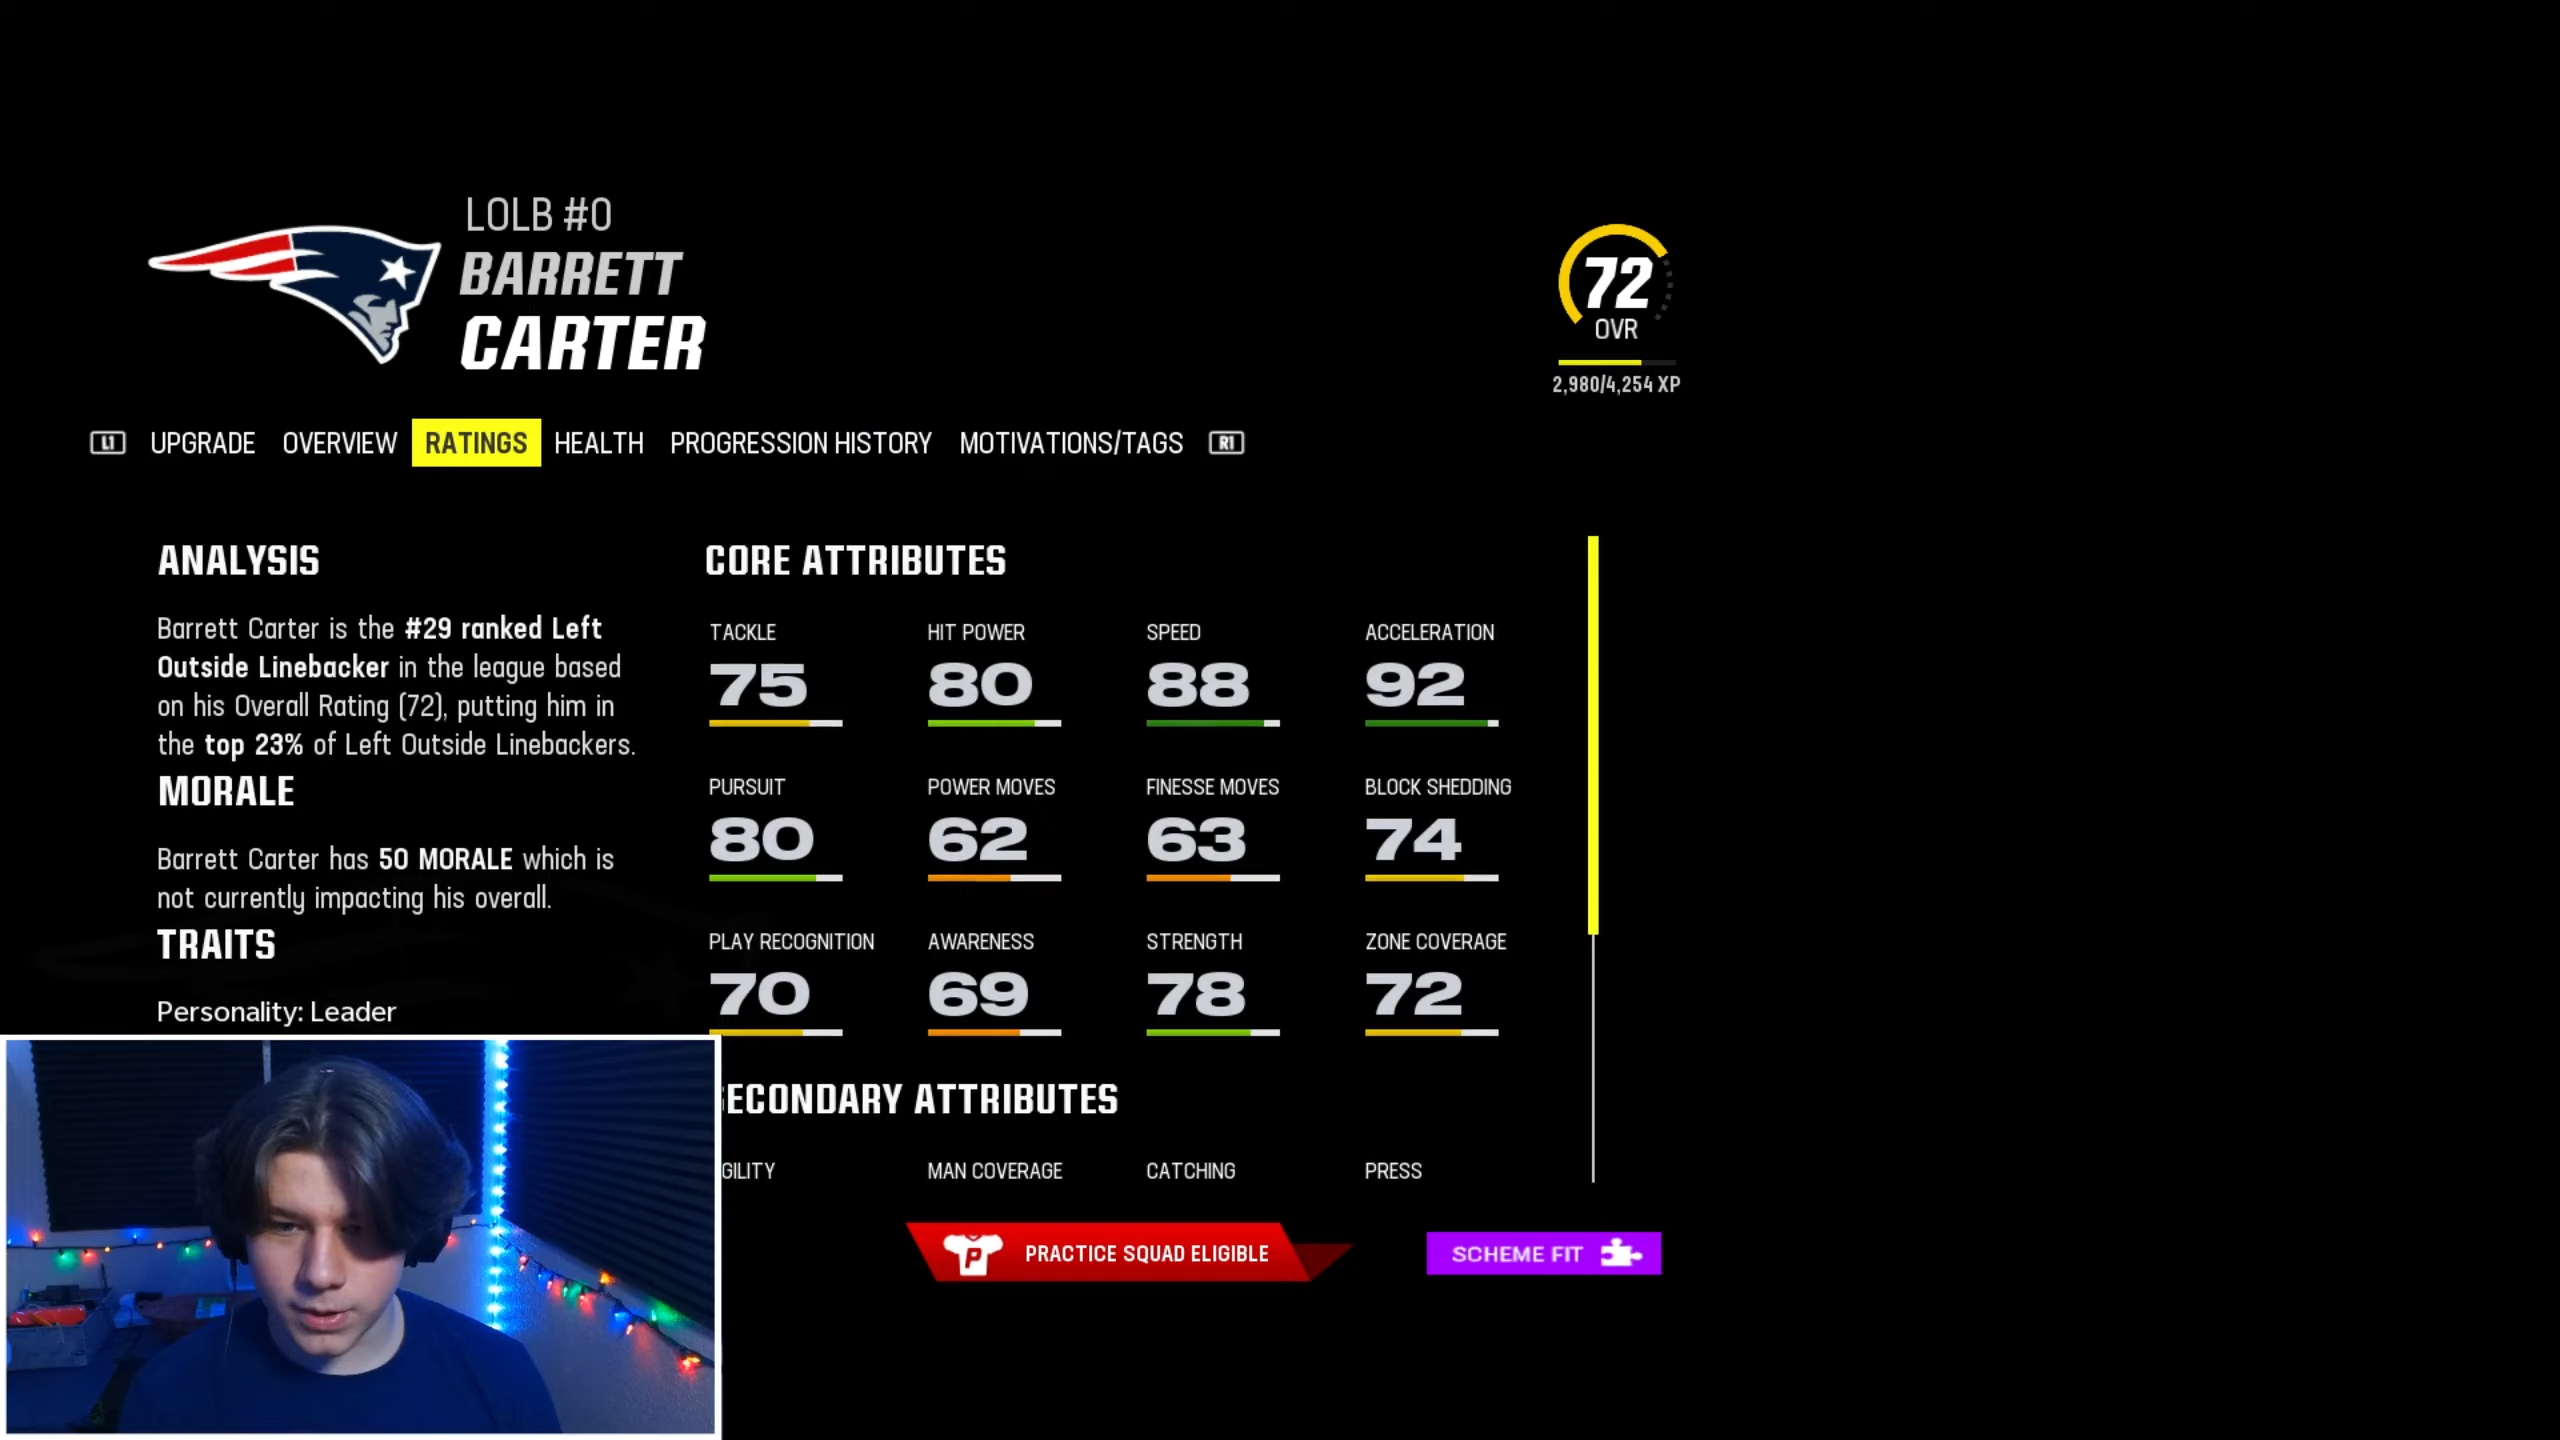 LOLB #0
BARRETT
CARTER
72
OVR
2,980/4,254 XP
L1 UPGRADE OVERVIEW RATINGS HEALTH PROGRESSION HISTORY MOTIVATIONS/TAGS R1
ANALYSIS
Barrett Carter is the #29 ranked Left
Outside Linebacker in the league based
on his Overall Rating (72), putting him in
the top 23% of Left Outside Linebackers.
MORALE
Barrett Carter has 50 MORALE which is
not currently impacting his overall.
TRAITS
Personality: Leader
CORE ATTRIBUTES
TACKLE HIT POWER SPEED ACCELERATION
75 80 88 92
PURSUIT POWER MOVES FINESSE MOVES BLOCK SHEDDING
80 62 63 74
PLAY RECOGNITION AWARENESS STRENGTH ZONE COVERAGE
70 69 78 72
ECONDARY ATTRIBUTES
GILITY MAN COVERAGE CATCHING PRESS
P PRACTICE SQUAD ELIGIBLE
SCHEME FIT